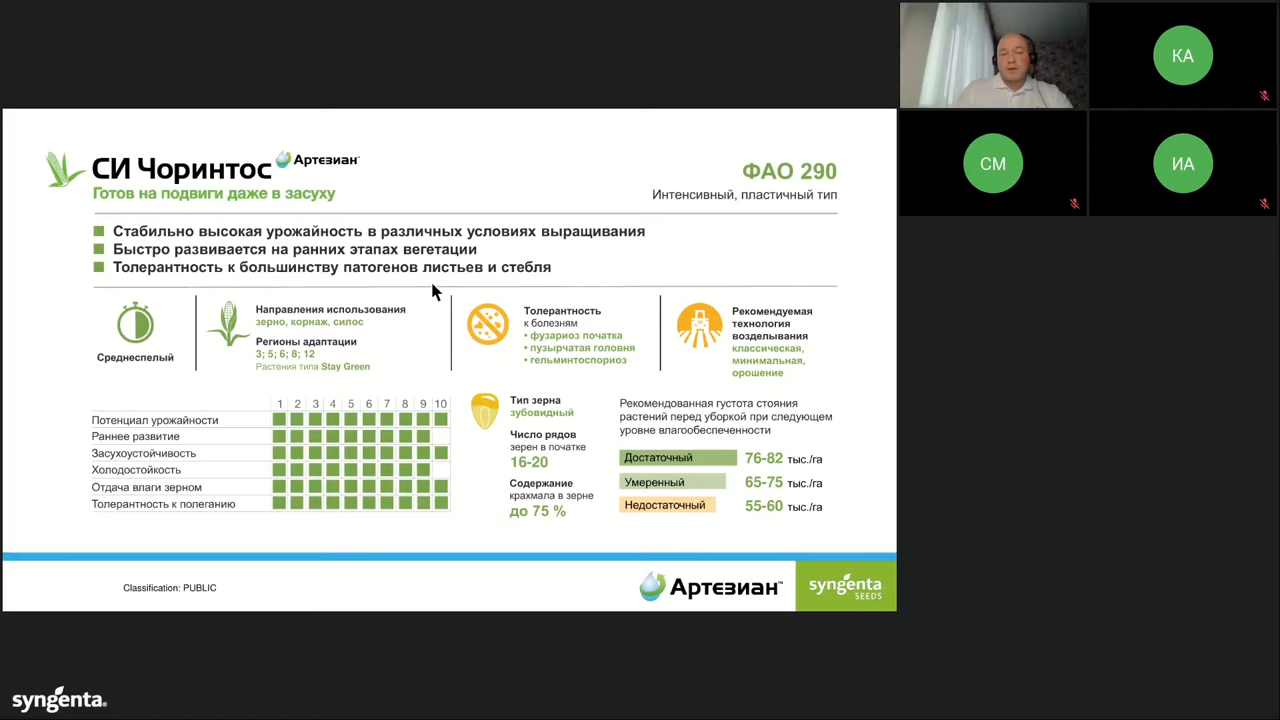 СИ Чоринтос Артезиан™
Готов на подвиги даже в засуху
ФАО 290
Интенсивный, пластичный тип
Стабильно высокая урожайность в различных условиях выращивания
Быстро развивается на ранних этапах вегетации
Толерантность к большинству патогенов листьев и стебля
Среднеспелый
Направления использования
зерно, корнаж, силос
Регионы адаптации
3; 5; 6; 8; 12
Растения типа Stay Green
Толерантность
к болезням
• фузариоз початка
• пузырчатая головня
• гельминтоспориоз
Рекомендуемая
технология
возделывания
классическая,
минимальная,
орошение
1 2 3 4 5 6 7 8 9 10
Потенциал урожайности
Раннее развитие
Засухоустойчивость
Холодостойкость
Отдача влаги зерном
Толерантность к полеганию
Тип зерна
зубовидный
Число рядов
зерен в початке
16-20
Содержание
крахмала в зерне
до 75 %
Рекомендованная густота стояния
растений перед уборкой при следующем
уровне влагообеспеченности
Достаточный 76-82 тыс./га
Умеренный 65-75 тыс./га
Недостаточный 55-60 тыс./га
Classification: PUBLIC
Артезиан™
syngenta
SEEDS
КА
СМ
ИА
syngenta